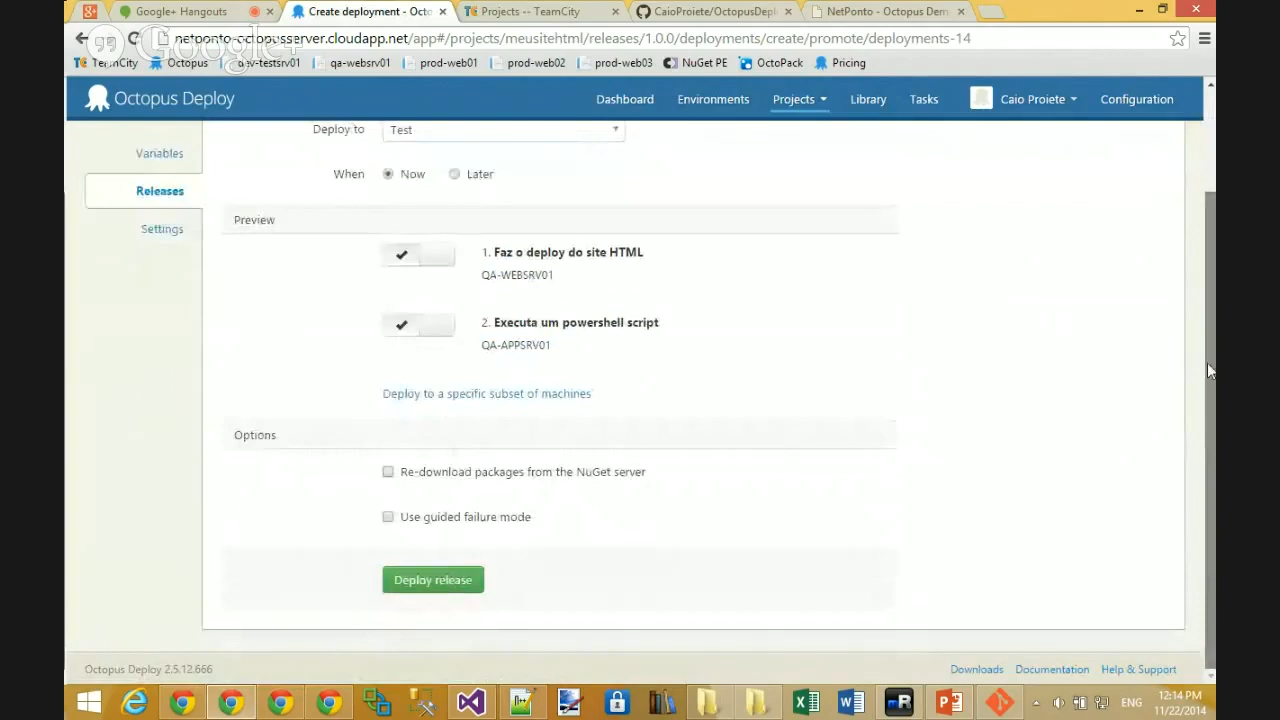 Google+ Hangouts
Create deployment - Octo
Projects -- TeamCity
CaioProiete/OctopusDepl
NetPonto - Octopus Dem
netponto-octopusserver.cloudapp.net/app#/projects/meusitehtml/releases/1.0.0/deployments/create/promote/deployments-14
Google+
TeamCity
Octopus
qa-websrv01
prod-web01
prod-web02
prod-web03
NuGet PE
OctoPack
Pricing
Octopus Deploy
Dashboard
Environments
Projects
Library
Tasks
Caio Proiete
Configuration
Deploy to
Test
Variables
When
Now
Later
Releases
Preview
Settings
1. Faz o deploy do site HTML
QA-WEBSRV01
2. Executa um powershell script
QA-APPSRV01
Deploy to a specific subset of machines
Options
Re-download packages from the NuGet server
Use guided failure mode
Deploy release
Octopus Deploy 2.5.12.666
Downloads
Documentation
Help & Support
ENG
12:14 PM
11/22/2014